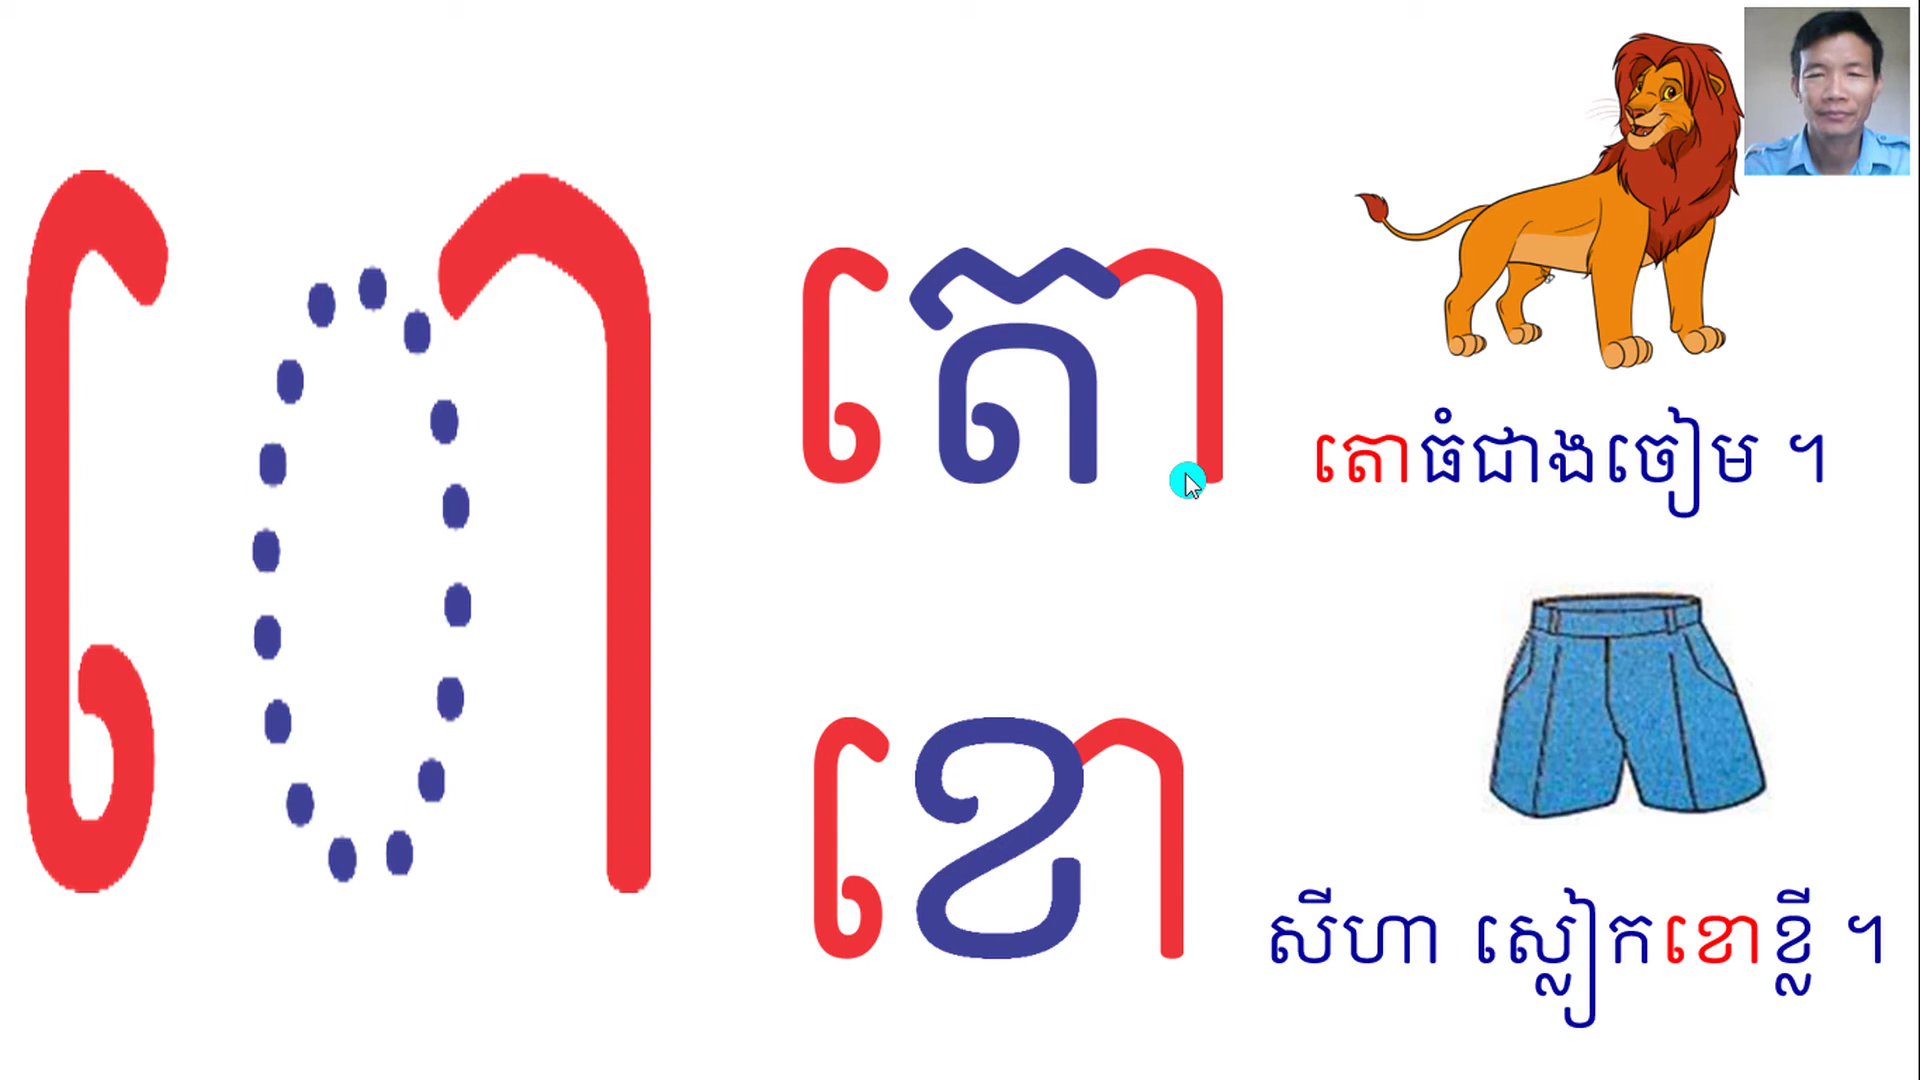 ោ
តោ
តោធំជាងចៀម ។
ខោ
សីហា ស្លៀកខោខ្លី ។